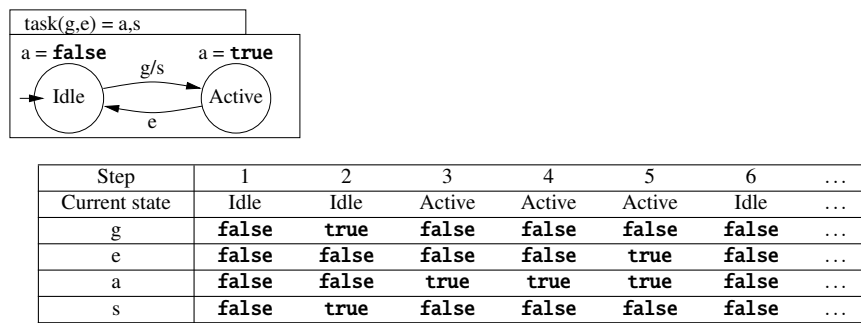 task(g,e) = a,s
a = false a = true
g/s
Idle Active
e
Step 1 2 3 4 5 6 ...
Current state Idle Idle Active Active Active Idle ...
g false true false false false false ...
e false false false false true false ...
a false false true true true false ...
s false true false false false false ...